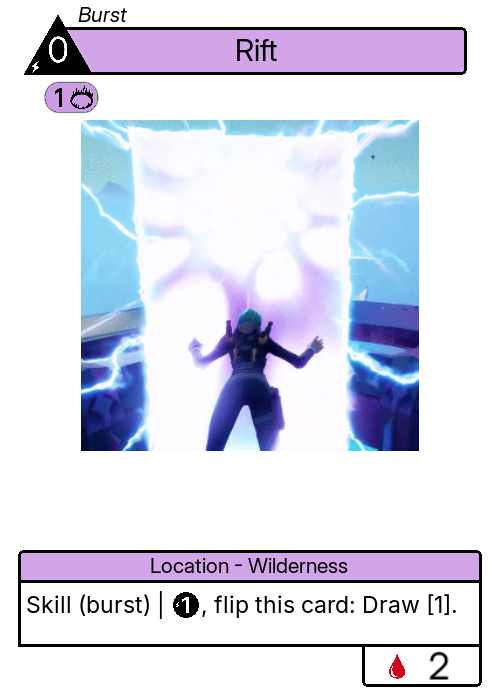 Burst
0
Rift
1
Location - Wilderness
Skill (burst) | 1, flip this card: Draw [1].
2